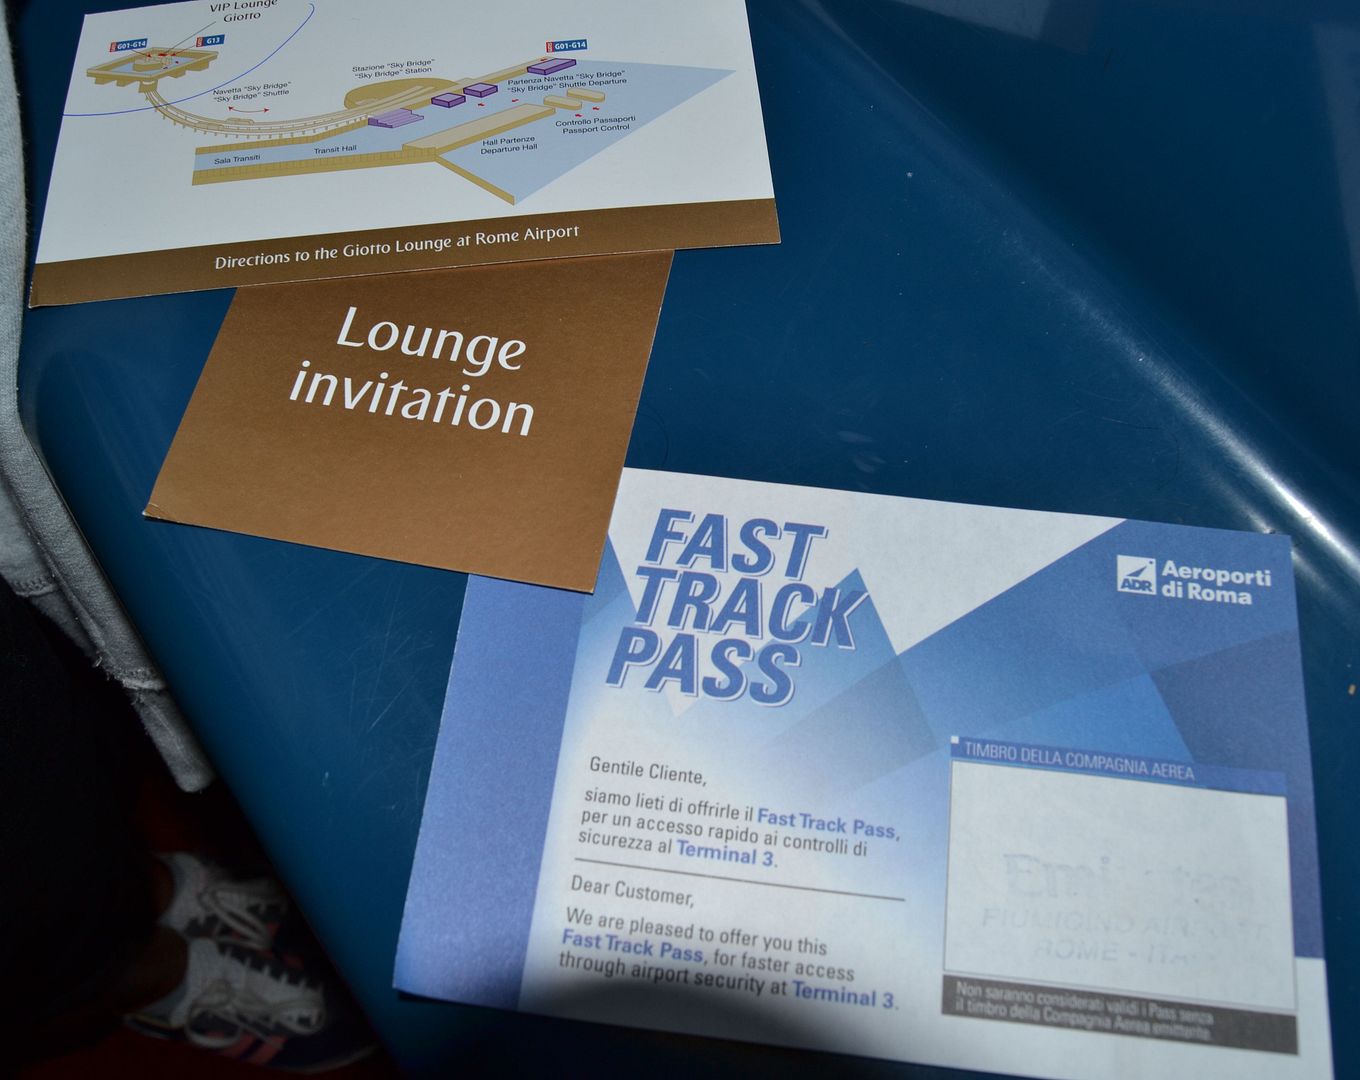 VIP Lounge
Giotto
G01-G14
G13
G01-G14
Navetta "Sky Bridge"
"Sky Bridge" Shuttle
Stazione "Sky Bridge"
"Sky Bridge" Station
Partenza Navetta "Sky Bridge"
"Sky Bridge" Shuttle Departure
Controllo Passaporti
Passport Control
Hall Partenze
Departure Hall
Sala Transiti
Transit Hall
Directions to the Giotto Lounge at Rome Airport
Lounge
invitation
FAST
TRACK
PASS
ADR
Aeroporti
di Roma
Gentile Cliente,
siamo lieti di offrirle il Fast Track Pass,
per un accesso rapido ai controlli di
sicurezza al Terminal 3.
Dear Customer,
We are pleased to offer you this
Fast Track Pass, for faster access
through airport security at Terminal 3.
TIMBRO DELLA COMPAGNIA AEREA
FIUMICINO AIRPORT
ROME - ITALY
Non saranno considerati validi i Pass senza
il timbro della Compagnia Aerea emittente.